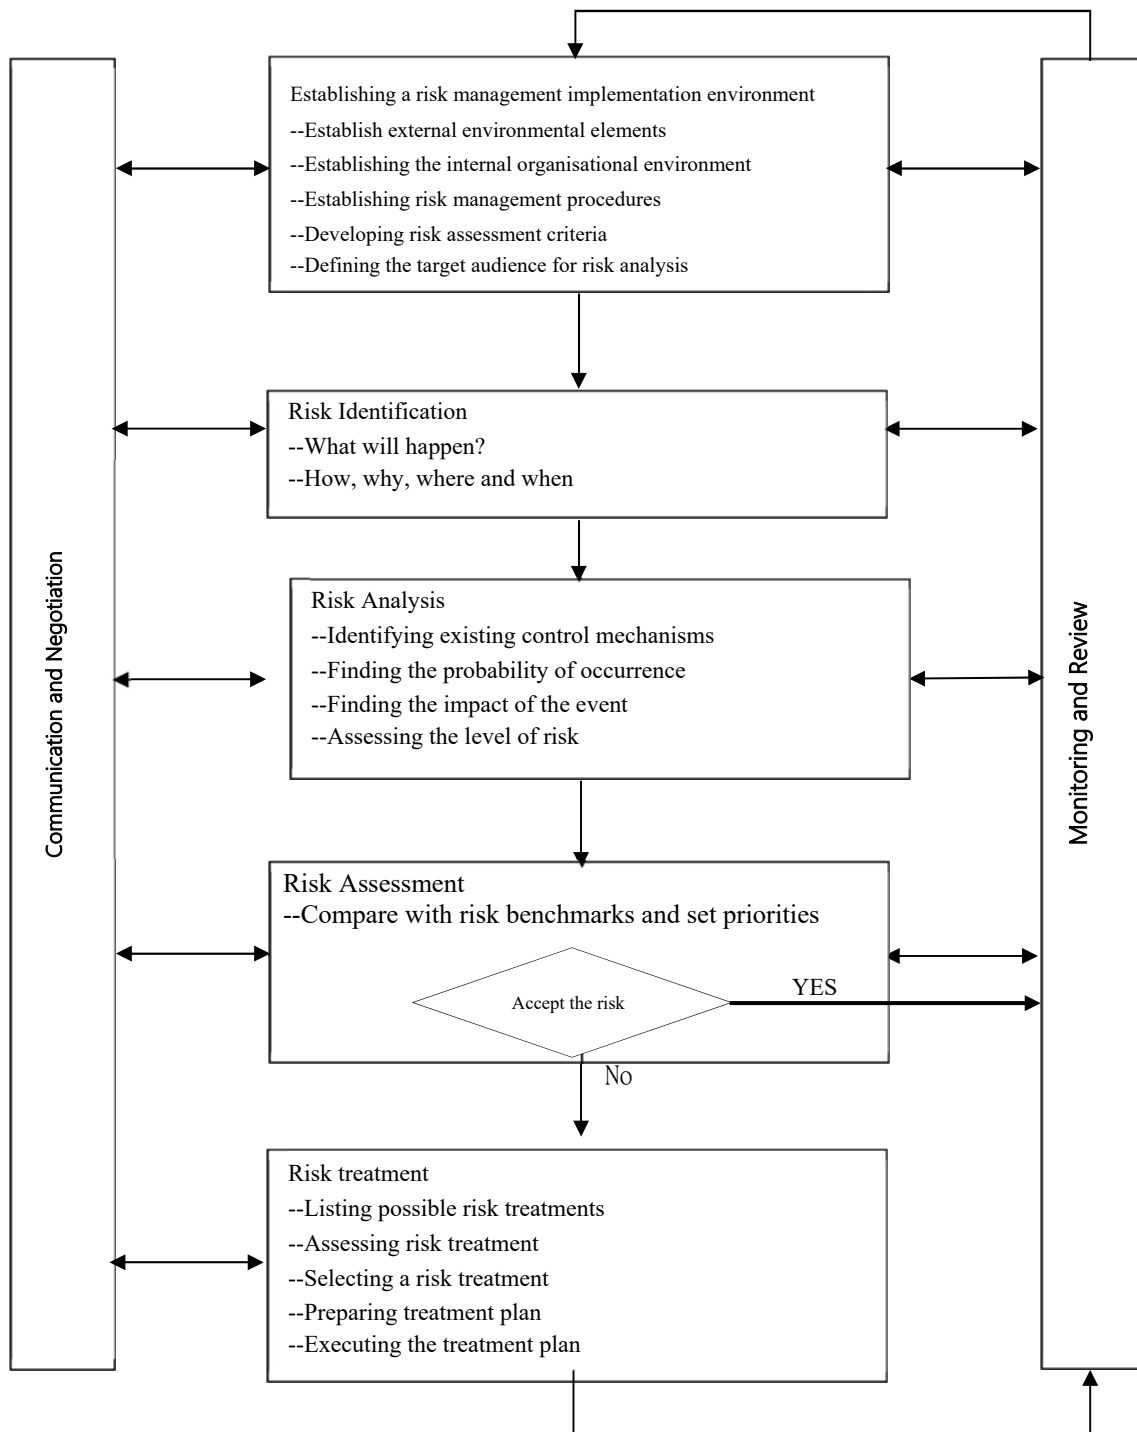 Establishing a risk management implementation environment
--Establish external environmental elements
--Establishing the internal organisational environment
--Establishing risk management procedures
--Developing risk assessment criteria
--Defining the target audience for risk analysis
Risk Identification
--What will happen?
--How, why, where and when
Communication and Negotiation
Risk Analysis
--Identifying existing control mechanisms
--Finding the probability of occurrence
--Finding the impact of the event
--Assessing the level of risk
Monitoring and Review
Risk Assessment
--Compare with risk benchmarks and set priorities
Accept the risk
YES
No
Risk treatment
--Listing possible risk treatments
--Assessing risk treatment
--Selecting a risk treatment
--Preparing treatment plan
--Executing the treatment plan